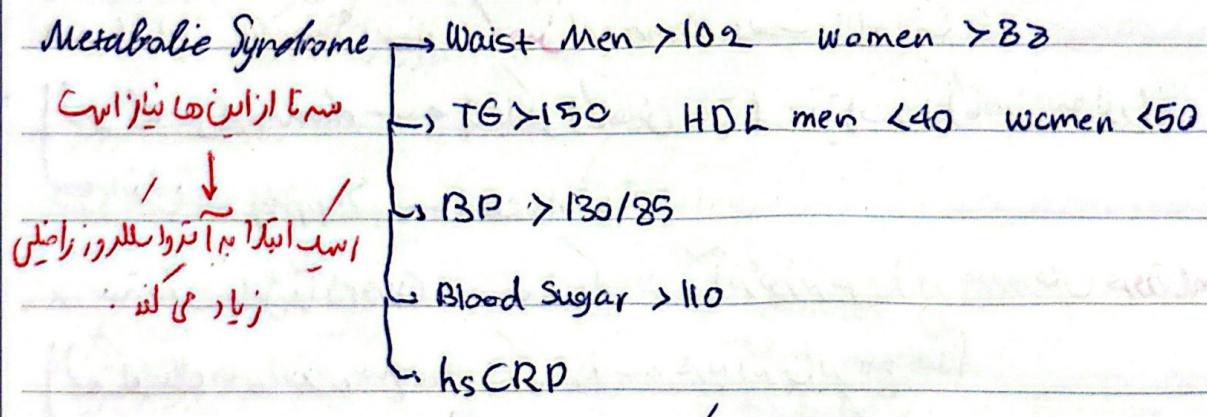 Metabolic Syndrome → Waist Men >102 women >88
سه تا از این ها نیاز است
→ TG >150 HDL men <40 women <50
↓
→ BP > 130/85
ریسک ابتلا به آترواسکلروز را خیلی
زیاد می کند.
→ Blood Sugar >110
→ hsCRP